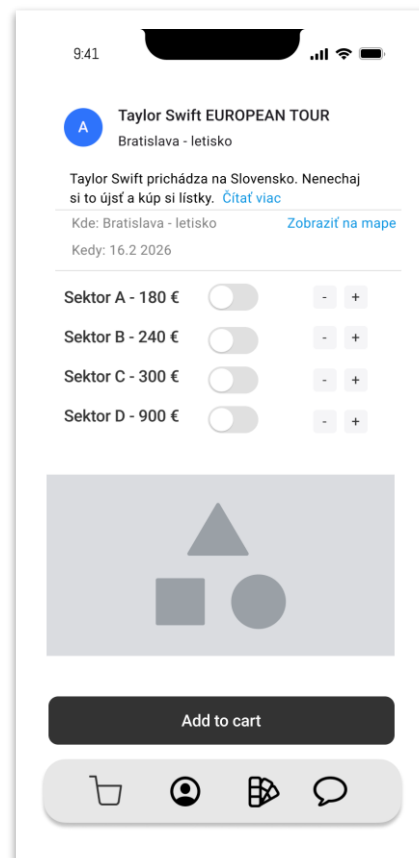 9:41
A
Taylor Swift EUROPEAN TOUR
Bratislava - letisko
Taylor Swift prichádza na Slovensko. Nenechaj
si to újsť a kúp si lístky. Čítať viac
Kde: Bratislava - letisko Zobraziť na mape
Kedy: 16.2 2026
Sektor A - 180 € - +
Sektor B - 240 € - +
Sektor C - 300 € - +
Sektor D - 900 € - +
Add to cart